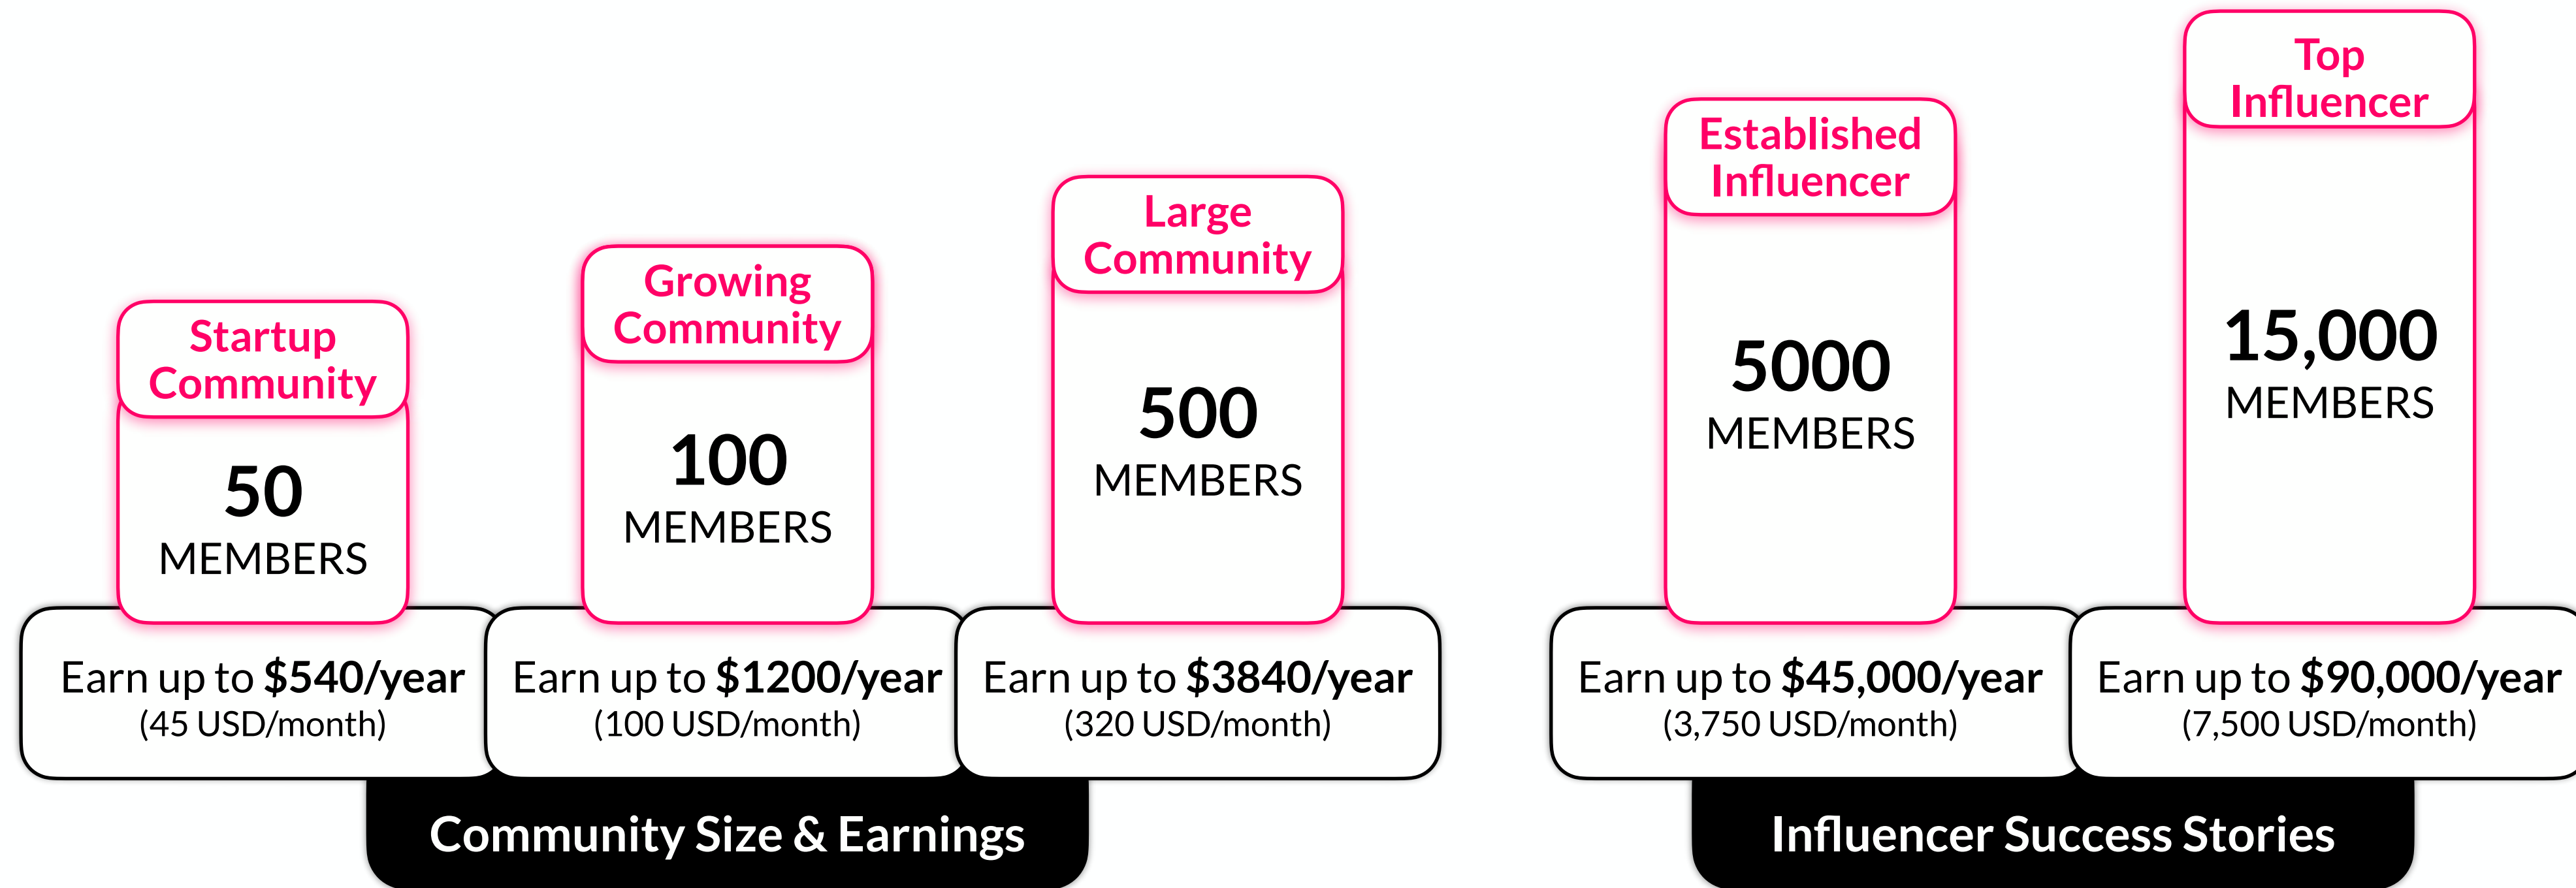 Startup
Community
50
MEMBERS
Earn up to $540/year
(45 USD/month)
Growing
Community
100
MEMBERS
Earn up to $1200/year
(100 USD/month)
Large
Community
500
MEMBERS
Earn up to $3840/year
(320 USD/month)
Community Size & Earnings
Established
Influencer
5000
MEMBERS
Earn up to $45,000/year
(3,750 USD/month)
Top
Influencer
15,000
MEMBERS
Earn up to $90,000/year
(7,500 USD/month)
Influencer Success Stories